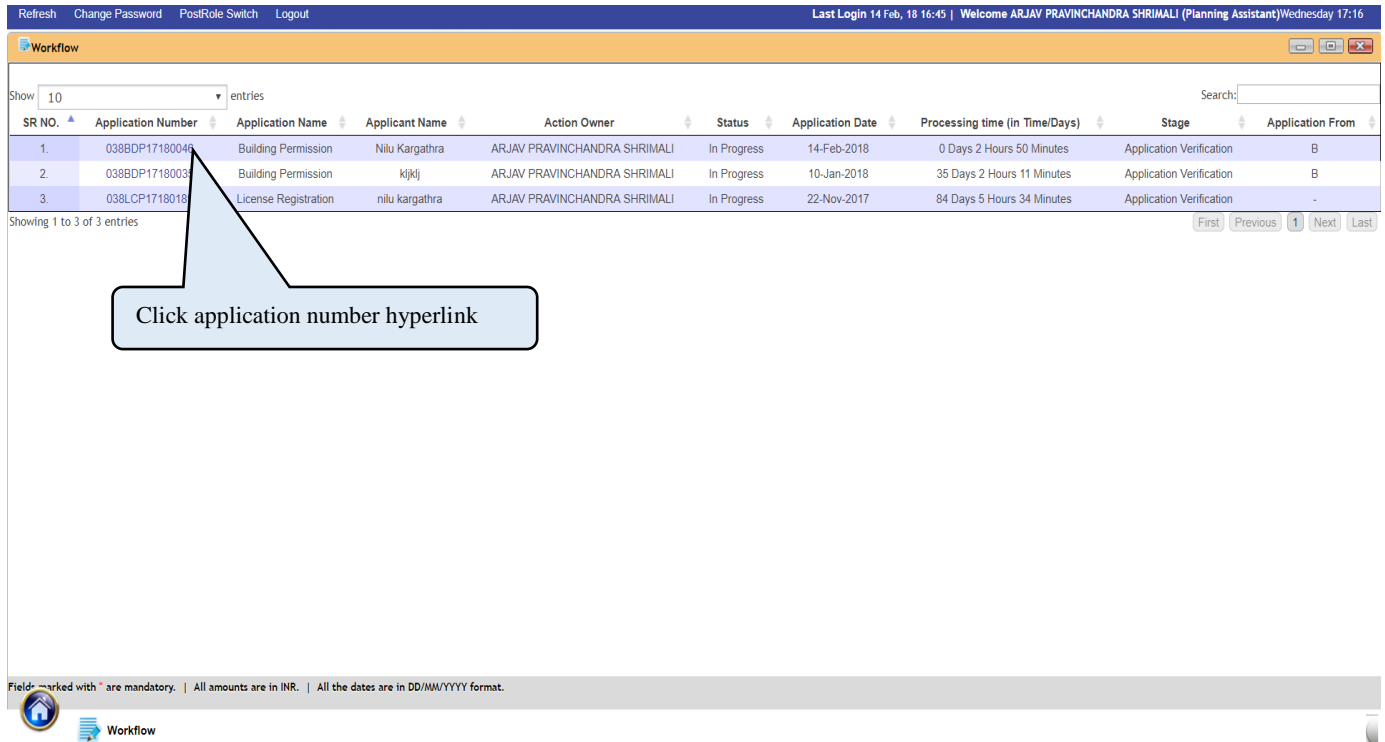 Refresh Change Password PostRole Switch Logout Last Login 14 Feb, 18 16:45 | Welcome ARJAV PRAVINCHANDRA SHRIMALI (Planning Assistant)Wednesday 17:16
Workflow
Show 10 entries Search:
SR NO. Application Number Application Name Applicant Name Action Owner Status Application Date Processing time (in Time/Days) Stage Application From
1. Building Permission Nilu Kargathra ARJAV PRAVINCHANDRA SHRIMALI In Progress 14-Feb-2018 0 Days 2 Hours 50 Minutes Application Verification B
2. Building Permission kljklj ARJAV PRAVINCHANDRA SHRIMALI In Progress 10-Jan-2018 35 Days 2 Hours 11 Minutes Application Verification B
3. License Registration nilu kargathra ARJAV PRAVINCHANDRA SHRIMALI In Progress 22-Nov-2017 84 Days 5 Hours 34 Minutes Application Verification -
Showing 1 to 3 of 3 entries First Previous 1 Next Last
Click application number hyperlink
Fields marked with * are mandatory. | All amounts are in INR. | All the dates are in DD/MM/YYYY format.
Workflow